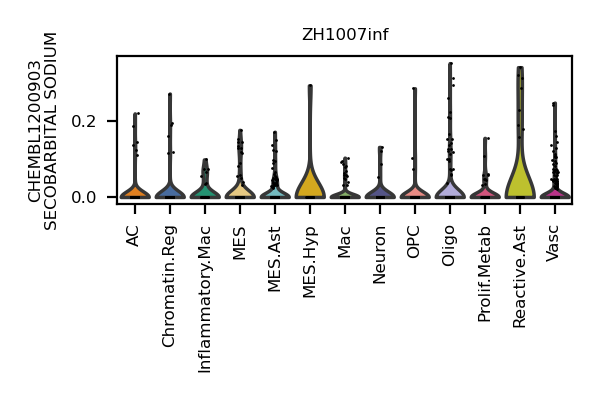 ZH1007inf
CHEMBL1200903
SECOBARBITAL SODIUM
0.2
0.0
AC
Chromatin.Reg
Inflammatory.Mac
MES
MES.Ast
MES.Hyp
Mac
Neuron
OPC
Oligo
Prolif.Metab
Reactive.Ast
Vasc